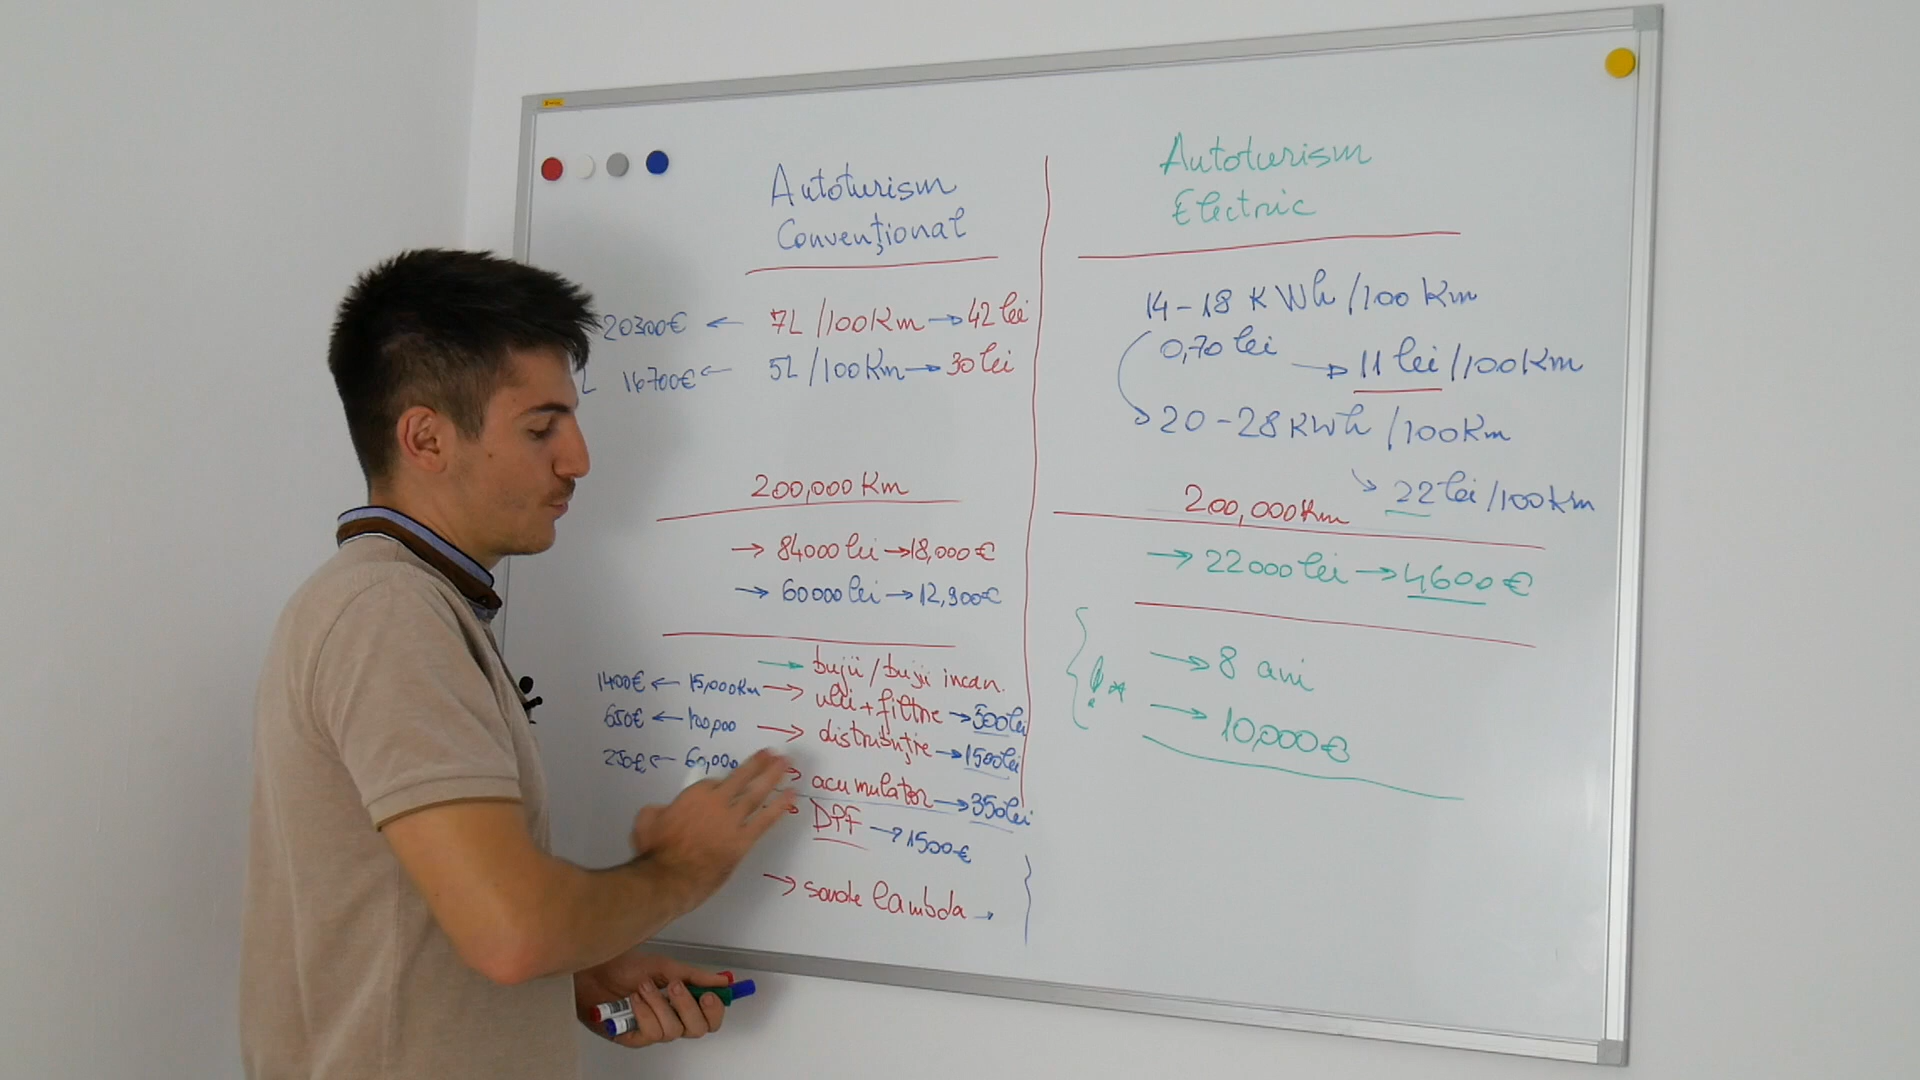 Autoturism
Convențional
20300€ ← 7L/100Km → 42 lei
L 16700€ ← 5L/100Km → 30 lei
200,000 Km
→ 84000 lei → 18,000€
→ 60000 lei → 12,900€
→ bujii/bujii incan.
1400€ ← 15,000Km → ulei + filtre → 500lei
650€ ← 100,000 → distribuție → 1500lei
250€ ← 60,000 → acumulator → 350lei
DPF → 1500€
→ sonde lambda →
Autoturism
Electric
14-18 KWh/100 Km
0,70 lei → 11 lei/100Km
20-28 KWh/100Km
22 lei/100Km
200,000Km
→ 22000 lei → 4600€
→ 8 ani
→ 10,000€